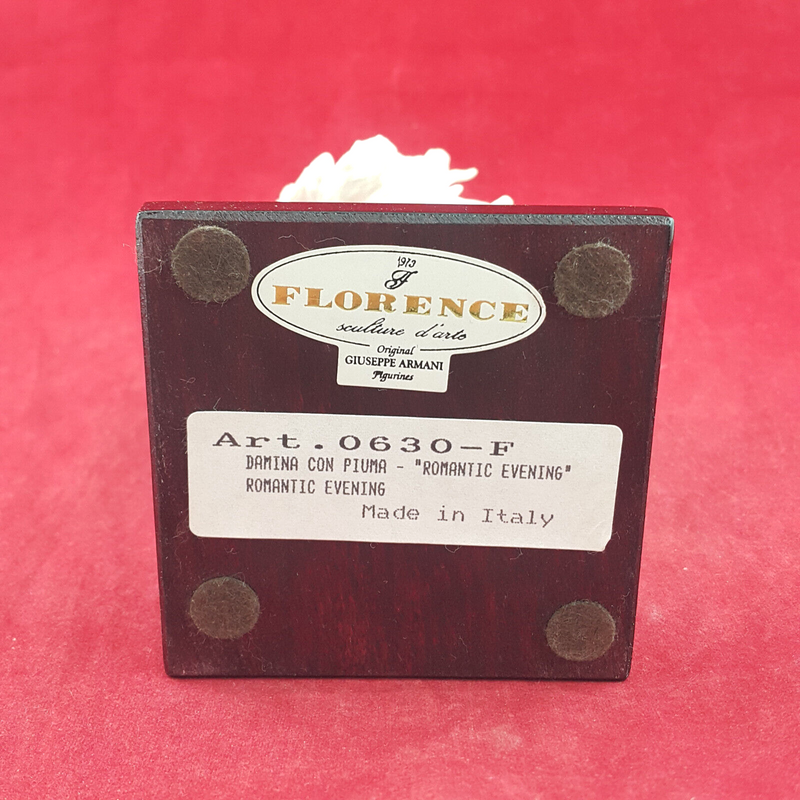 1973
FLORENCE
sculture d'arte
Original
GIUSEPPE ARMANI
Figurines
Art.0630-F
DAMINA CON PIUMA - "ROMANTIC EVENING"
ROMANTIC EVENING
Made in Italy